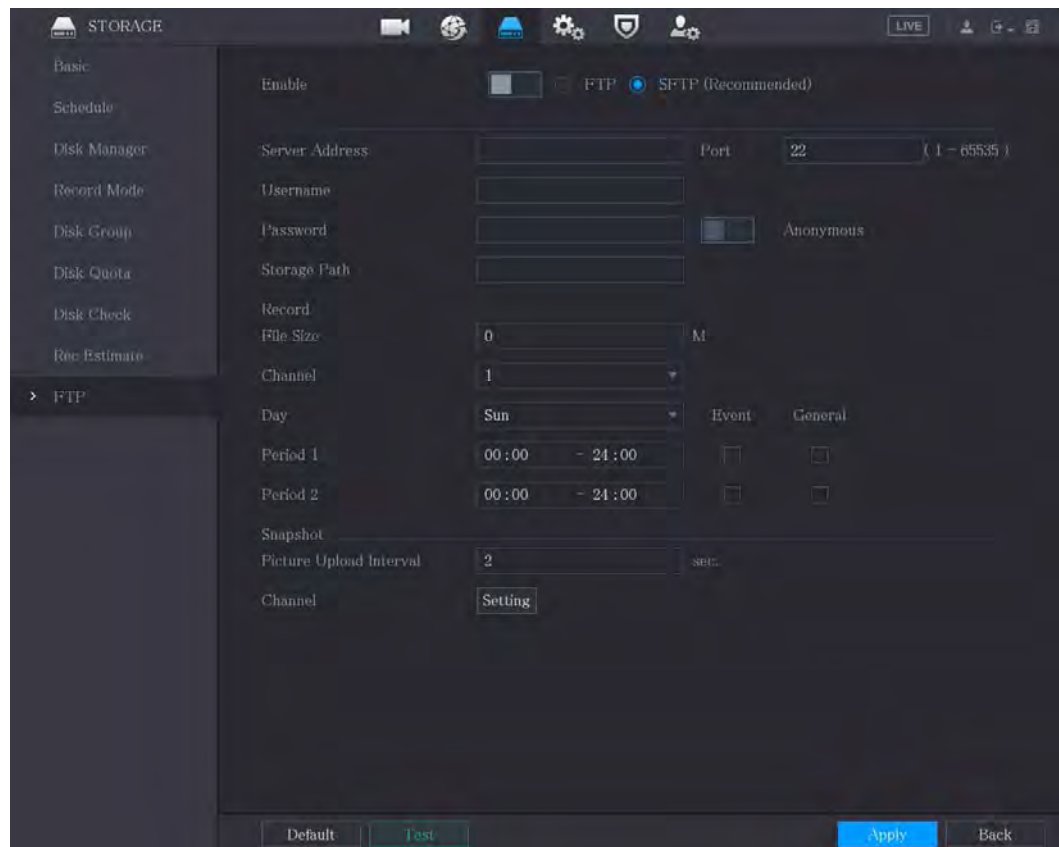 STORAGE LIVE
Basic
Schedule
Disk Manager
Record Mode
Disk Group
Disk Quota
Disk Check
Rec Estimate
FTP
Enable FTP SFTP (Recommended)
Server Address Port 22 ( 1 - 65535 )
Username
Password Anonymous
Storage Path
Record
File Size 0 M
Channel 1
Day Sun Event General
Period 1 00:00 - 24:00
Period 2 00:00 - 24:00
Snapshot
Picture Upload Interval 2 sec.
Channel Setting
Default Test Apply Back